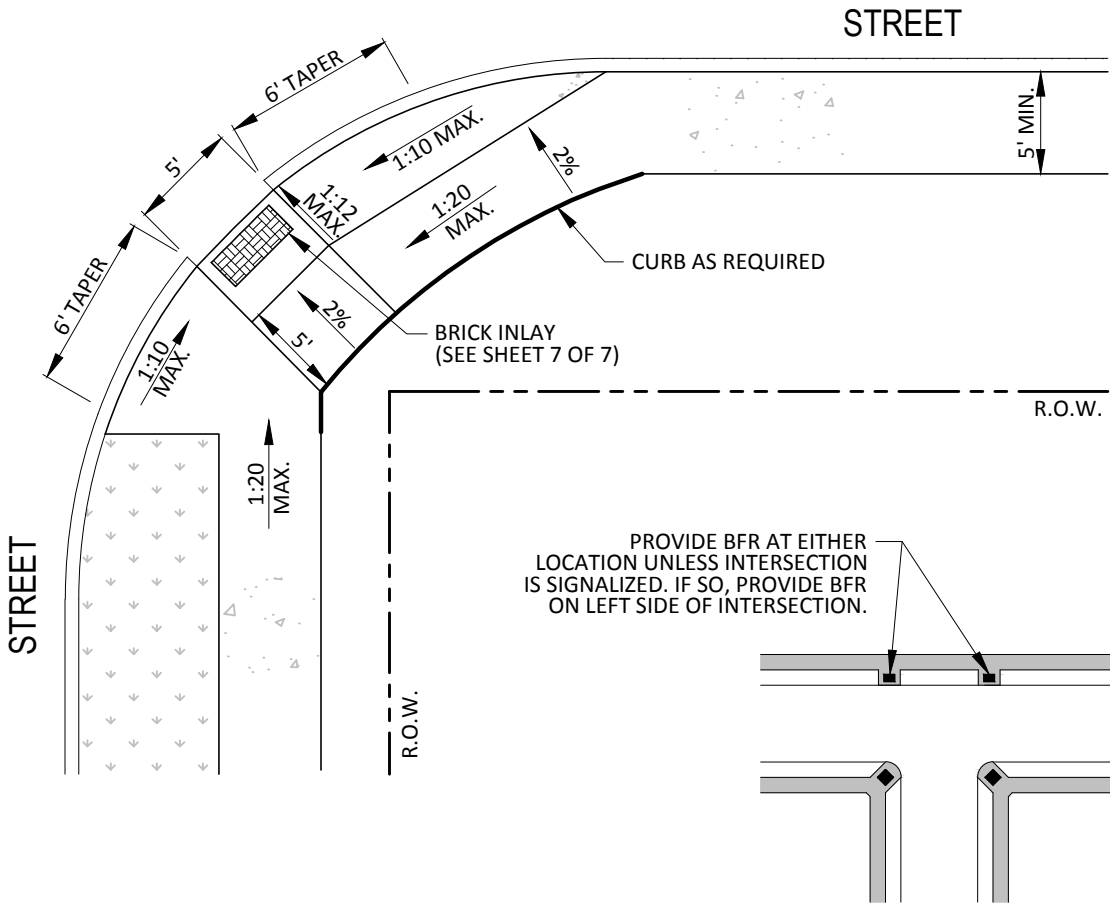 STREET
6' TAPER
5'
6' TAPER
1:10 MAX.
2%
5' MIN.
1:12
MAX.
1:20
MAX.
CURB AS REQUIRED
2%
5'
BRICK INLAY
(SEE SHEET 7 OF 7)
1:10
MAX.
R.O.W.
1:20
MAX.
STREET
R.O.W.
PROVIDE BFR AT EITHER
LOCATION UNLESS INTERSECTION
IS SIGNALIZED. IF SO, PROVIDE BFR
ON LEFT SIDE OF INTERSECTION.